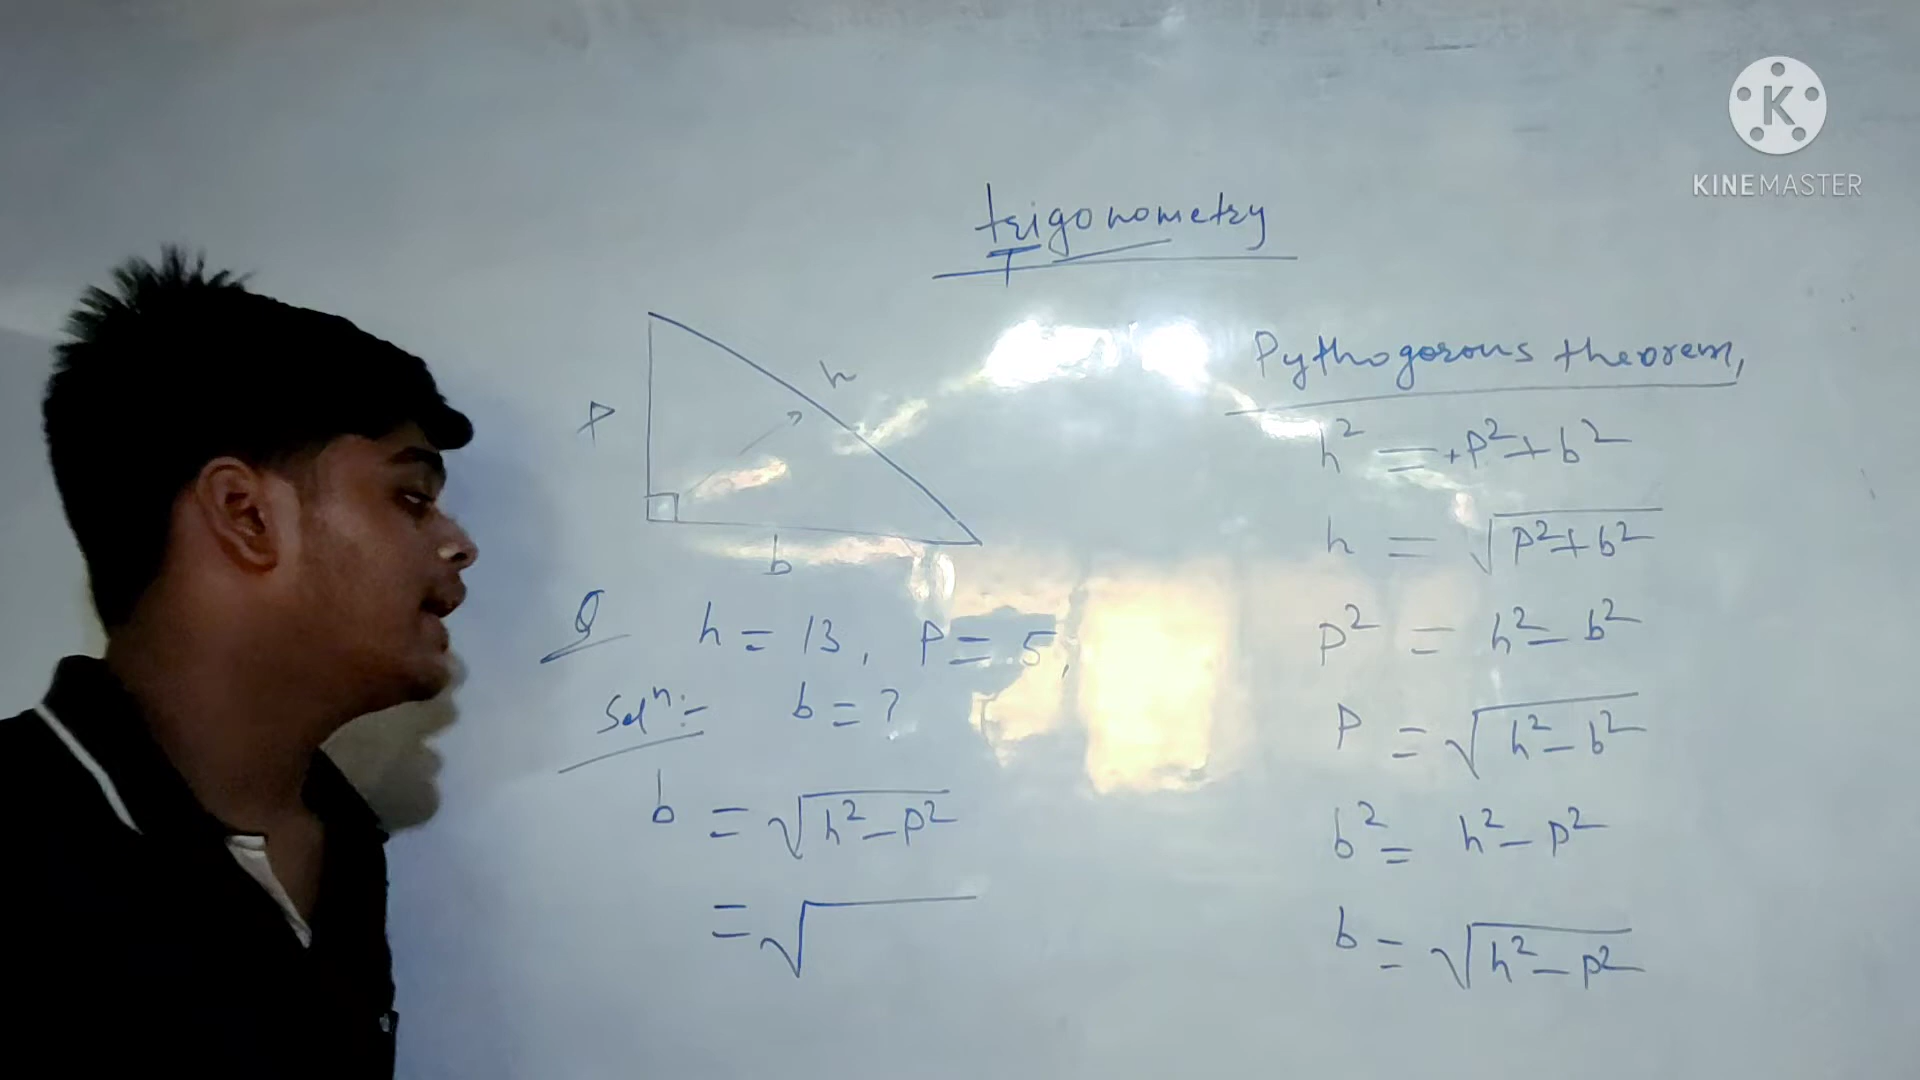 K
KINEMASTER
trigonometry
P
h
b
Q h = 13, P = 5,
Solⁿ:- b = ?
b = √h²-P²
= √
Pythogorous theorem,
h² = +P²+b²
h = √P²+b²
P² = h²-b²
P = √h²-b²
b² = h²-P²
b = √h²-P²